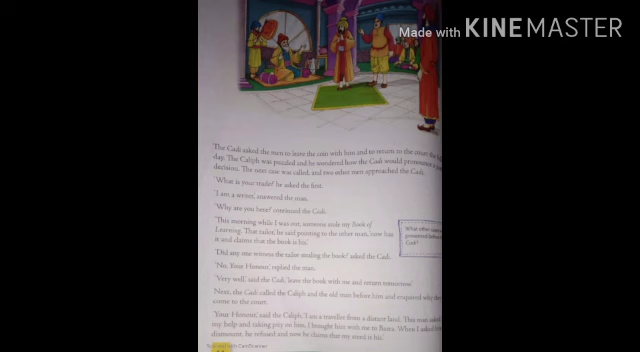 Made with KINEMASTER
The Cadi asked the men to leave the coin with him and to return to the court the
day. The Caliph was puzzled and he wondered how the Cadi would pronounce a
decision. The next case was called, and two other men approached the Cadi.
'What is your trade?' he asked the first.
'I am a writer,' answered the man.
'Why are you here?' continued the Cadi.
'This morning while I was out, someone stole my Book of
Learning. That tailor,' he said pointing to the other man, 'now has
it and claims that the book is his.'
What other
Cadi?
'Did any one witness the tailor stealing the book?' asked the Cadi.
'No, Your Honour,' replied the man.
'Very well,' said the Cadi, 'leave the book with me and return tomorrow.'
Next, the Cadi called the Caliph and the old man before him and enquired why they
come to the court.
'Your Honour,' said the Caliph, 'I am a traveller from a distant land. This man asked
my help and taking pity on him, I brought him with me to Basra. When I asked
dismount, he refused and now he claims that my steed is his.'
Scanned with CamScanner